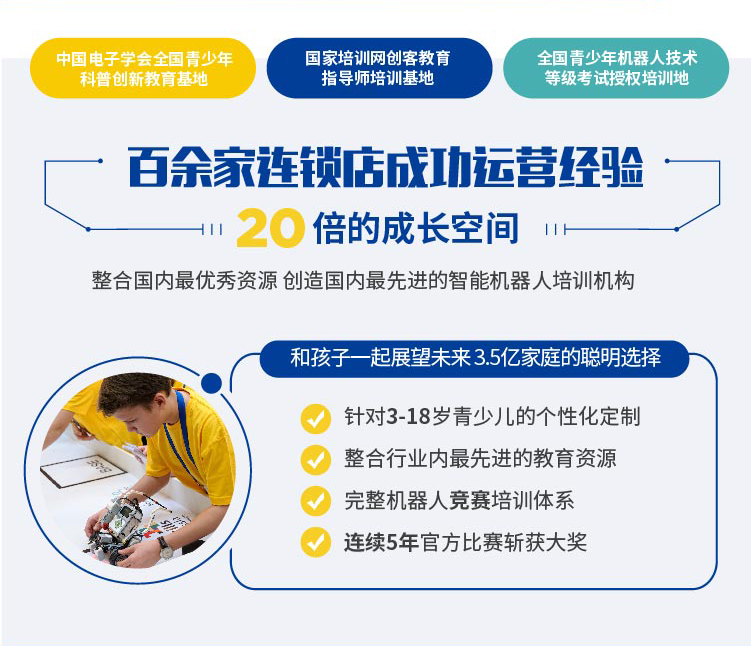 中国电子学会全国青少年
科普创新教育基地
国家培训网创客教育
指导师培训基地
全国青少年机器人技术
等级考试授权培训地
百余家连锁店成功运营经验
20倍的成长空间
整合国内最优秀资源 创造国内最先进的智能机器人培训机构
和孩子一起展望未来 3.5亿家庭的聪明选择
针对3-18岁青少儿的个性化定制
整合行业内最先进的教育资源
完整机器人竞赛培训体系
连续5年官方比赛斩获大奖
BASE